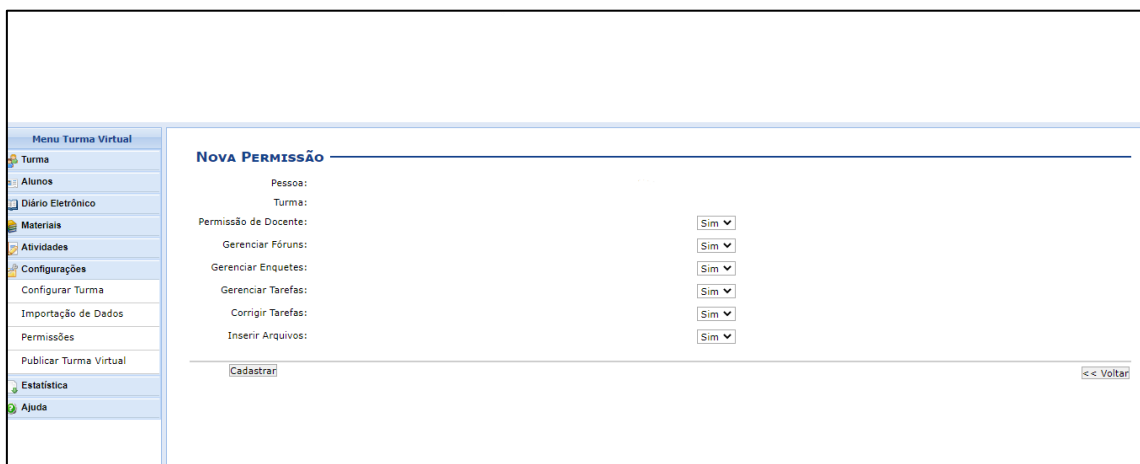 Menu Turma Virtual
Turma
Alunos
Diário Eletrônico
Materiais
Atividades
Configurações
Configurar Turma
Importação de Dados
Permissões
Publicar Turma Virtual
Estatística
Ajuda
Nova Permissão
Pessoa:
Turma:
Permissão de Docente: Sim
Gerenciar Fóruns: Sim
Gerenciar Enquetes: Sim
Gerenciar Tarefas: Sim
Corrigir Tarefas: Sim
Inserir Arquivos: Sim
Cadastrar << Voltar